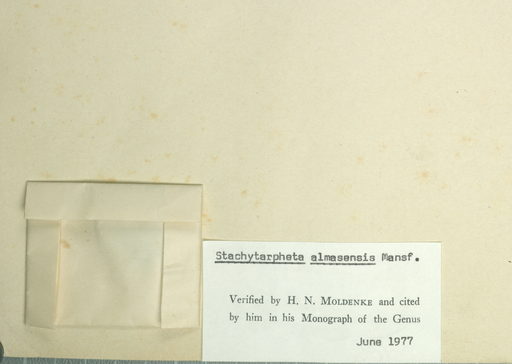 Stachytarpheta almasensis Mansf.
Verified by H. N. MOLDENKE and cited
by him in his Monograph of the Genus
June 1977